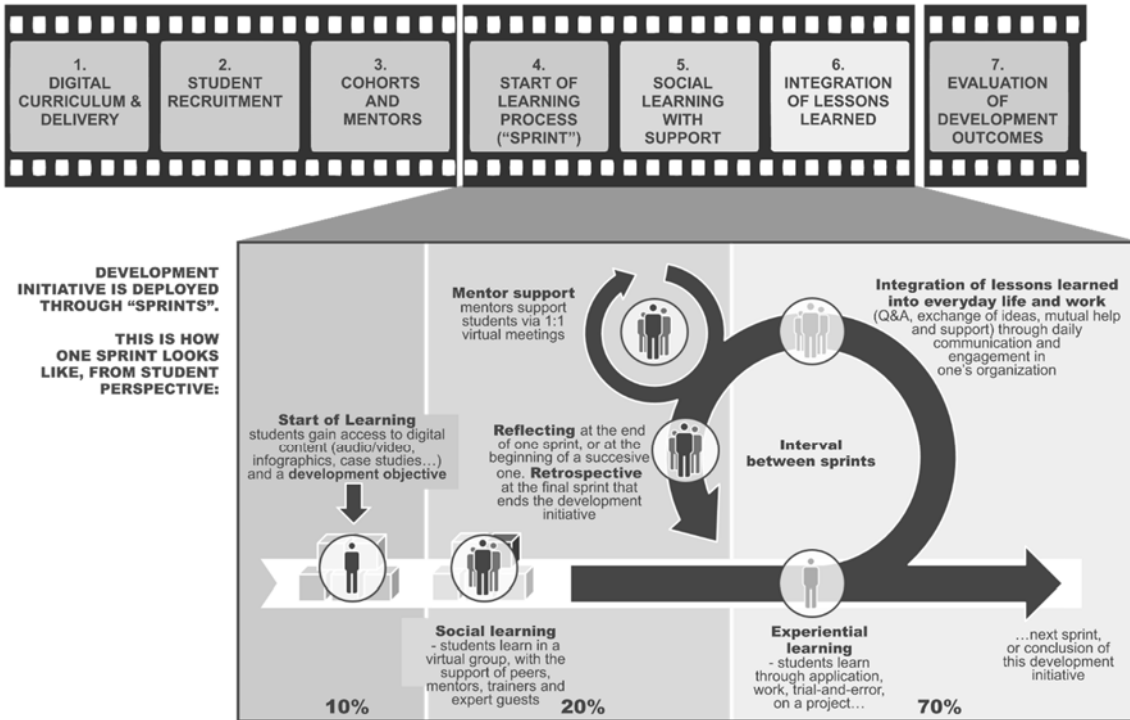 1.
DIGITAL
CURRICULUM &
DELIVERY
2.
STUDENT
RECRUITMENT
3.
COHORTS
AND
MENTORS
4.
START OF
LEARNING
PROCESS
(“SPRINT”)
5.
SOCIAL
LEARNING
WITH
SUPPORT
6.
INTEGRATION
OF LESSONS
LEARNED
7.
EVALUATION
OF
DEVELOPMENT
OUTCOMES
DEVELOPMENT
INITIATIVE IS DEPLOYED
THROUGH “SPRINTS”.
THIS IS HOW
ONE SPRINT LOOKS
LIKE, FROM STUDENT
PERSPECTIVE:
Mentor support
mentors support
students via 1:1
virtual meetings
Integration of lessons learned
into everyday life and work
(Q&A, exchange of ideas, mutual help
and support) through daily
communication and
engagement in
one's organization
Start of Learning
students gain access to digital
content (audio/video,
infographics, case studies...)
and a development objective
Reflecting at the end
of one sprint, or at the
beginning of a succesive
one. Retrospective
at the final sprint that
ends the development
initiative
Interval
between sprints
Social learning
- students learn in a
virtual group, with the
support of peers,
mentors, trainers and
expert guests
Experiential
learning
- students learn
through application,
work, trial-and-error,
on a project...
...next sprint,
or conclusion of
this development
initiative
10%
20%
70%